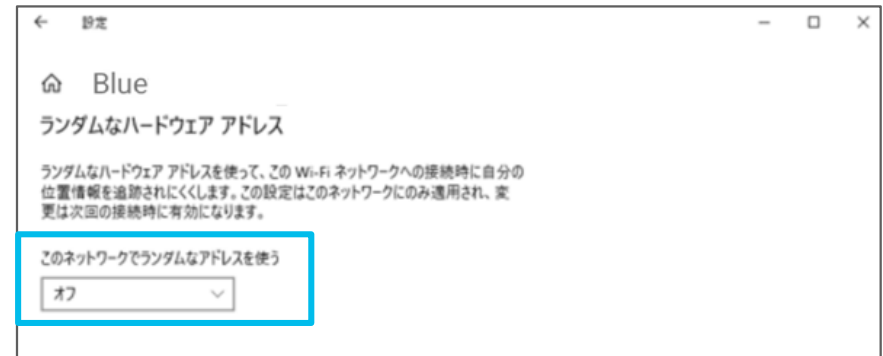 設定
Blue
ランダムなハードウェア アドレス
ランダムなハードウェア アドレスを使って、この Wi-Fi ネットワークへの接続時に自分の
位置情報を追跡されにくくします。この設定はこのネットワークにのみ適用され、変
更は次回の接続時に有効になります。
このネットワークでランダムなアドレスを使う
オフ